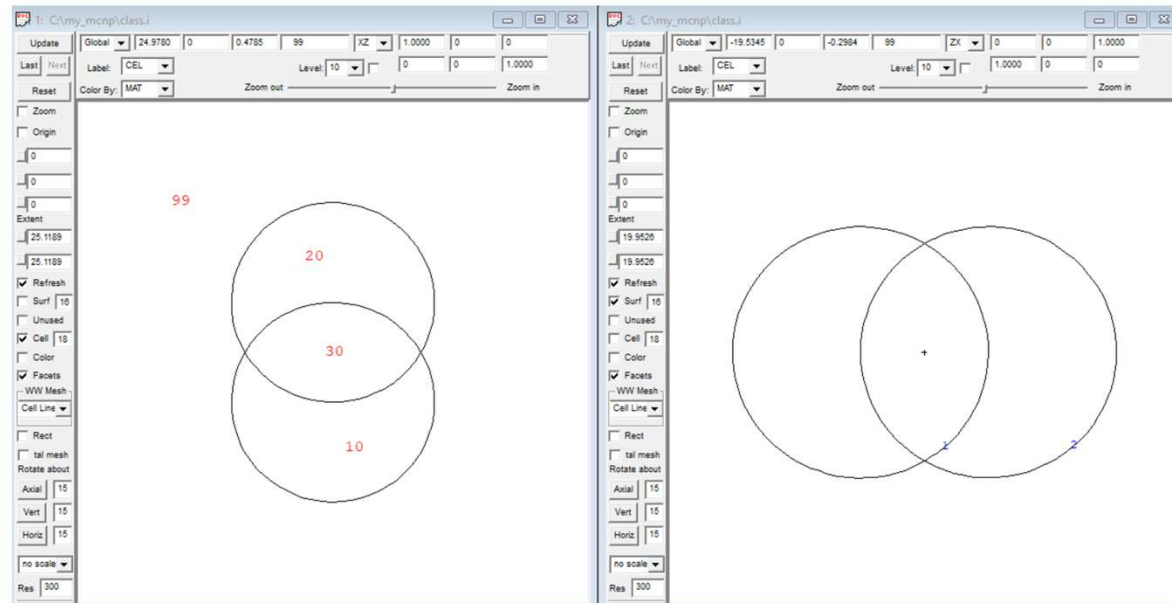 1: C:\my_mcnp\class.i
Update Global 24.9780 0 0.4785 99 XZ 1.0000 0 0
Last Next Label: CEL Level: 10 0 0 1.0000
Reset Color By: MAT Zoom out Zoom in
Zoom
Origin
0
0
0
Extent
25.1189
25.1189
Refresh
Surf 16
Unused
Cell 18
Color
Facets
WW Mesh
Cell Line
Rect
tal mesh
Rotate about
Axial 15
Vert 15
Horiz 15
no scale
Res 300
99
20
30
10
2: C:\my_mcnp\class.i
Update Global -19.5345 0 -0.2984 99 ZX 0 0 1.0000
Last Next Label: CEL Level: 10 1.0000 0 0
Reset Color By: MAT Zoom out Zoom in
Zoom
Origin
0
0
0
Extent
19.9526
19.9526
Refresh
Surf 16
Unused
Cell 18
Color
Facets
WW Mesh
Cell Line
Rect
tal mesh
Rotate about
Axial 15
Vert 15
Horiz 15
no scale
Res 300
1 2